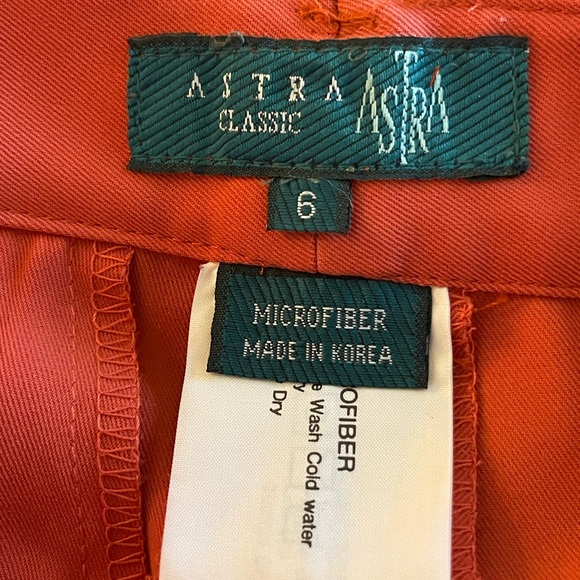 ASTRA
CLASSIC
ASTRA
6
MICROFIBER
MADE IN KOREA
OFIBER
Wash Cold water
Dry